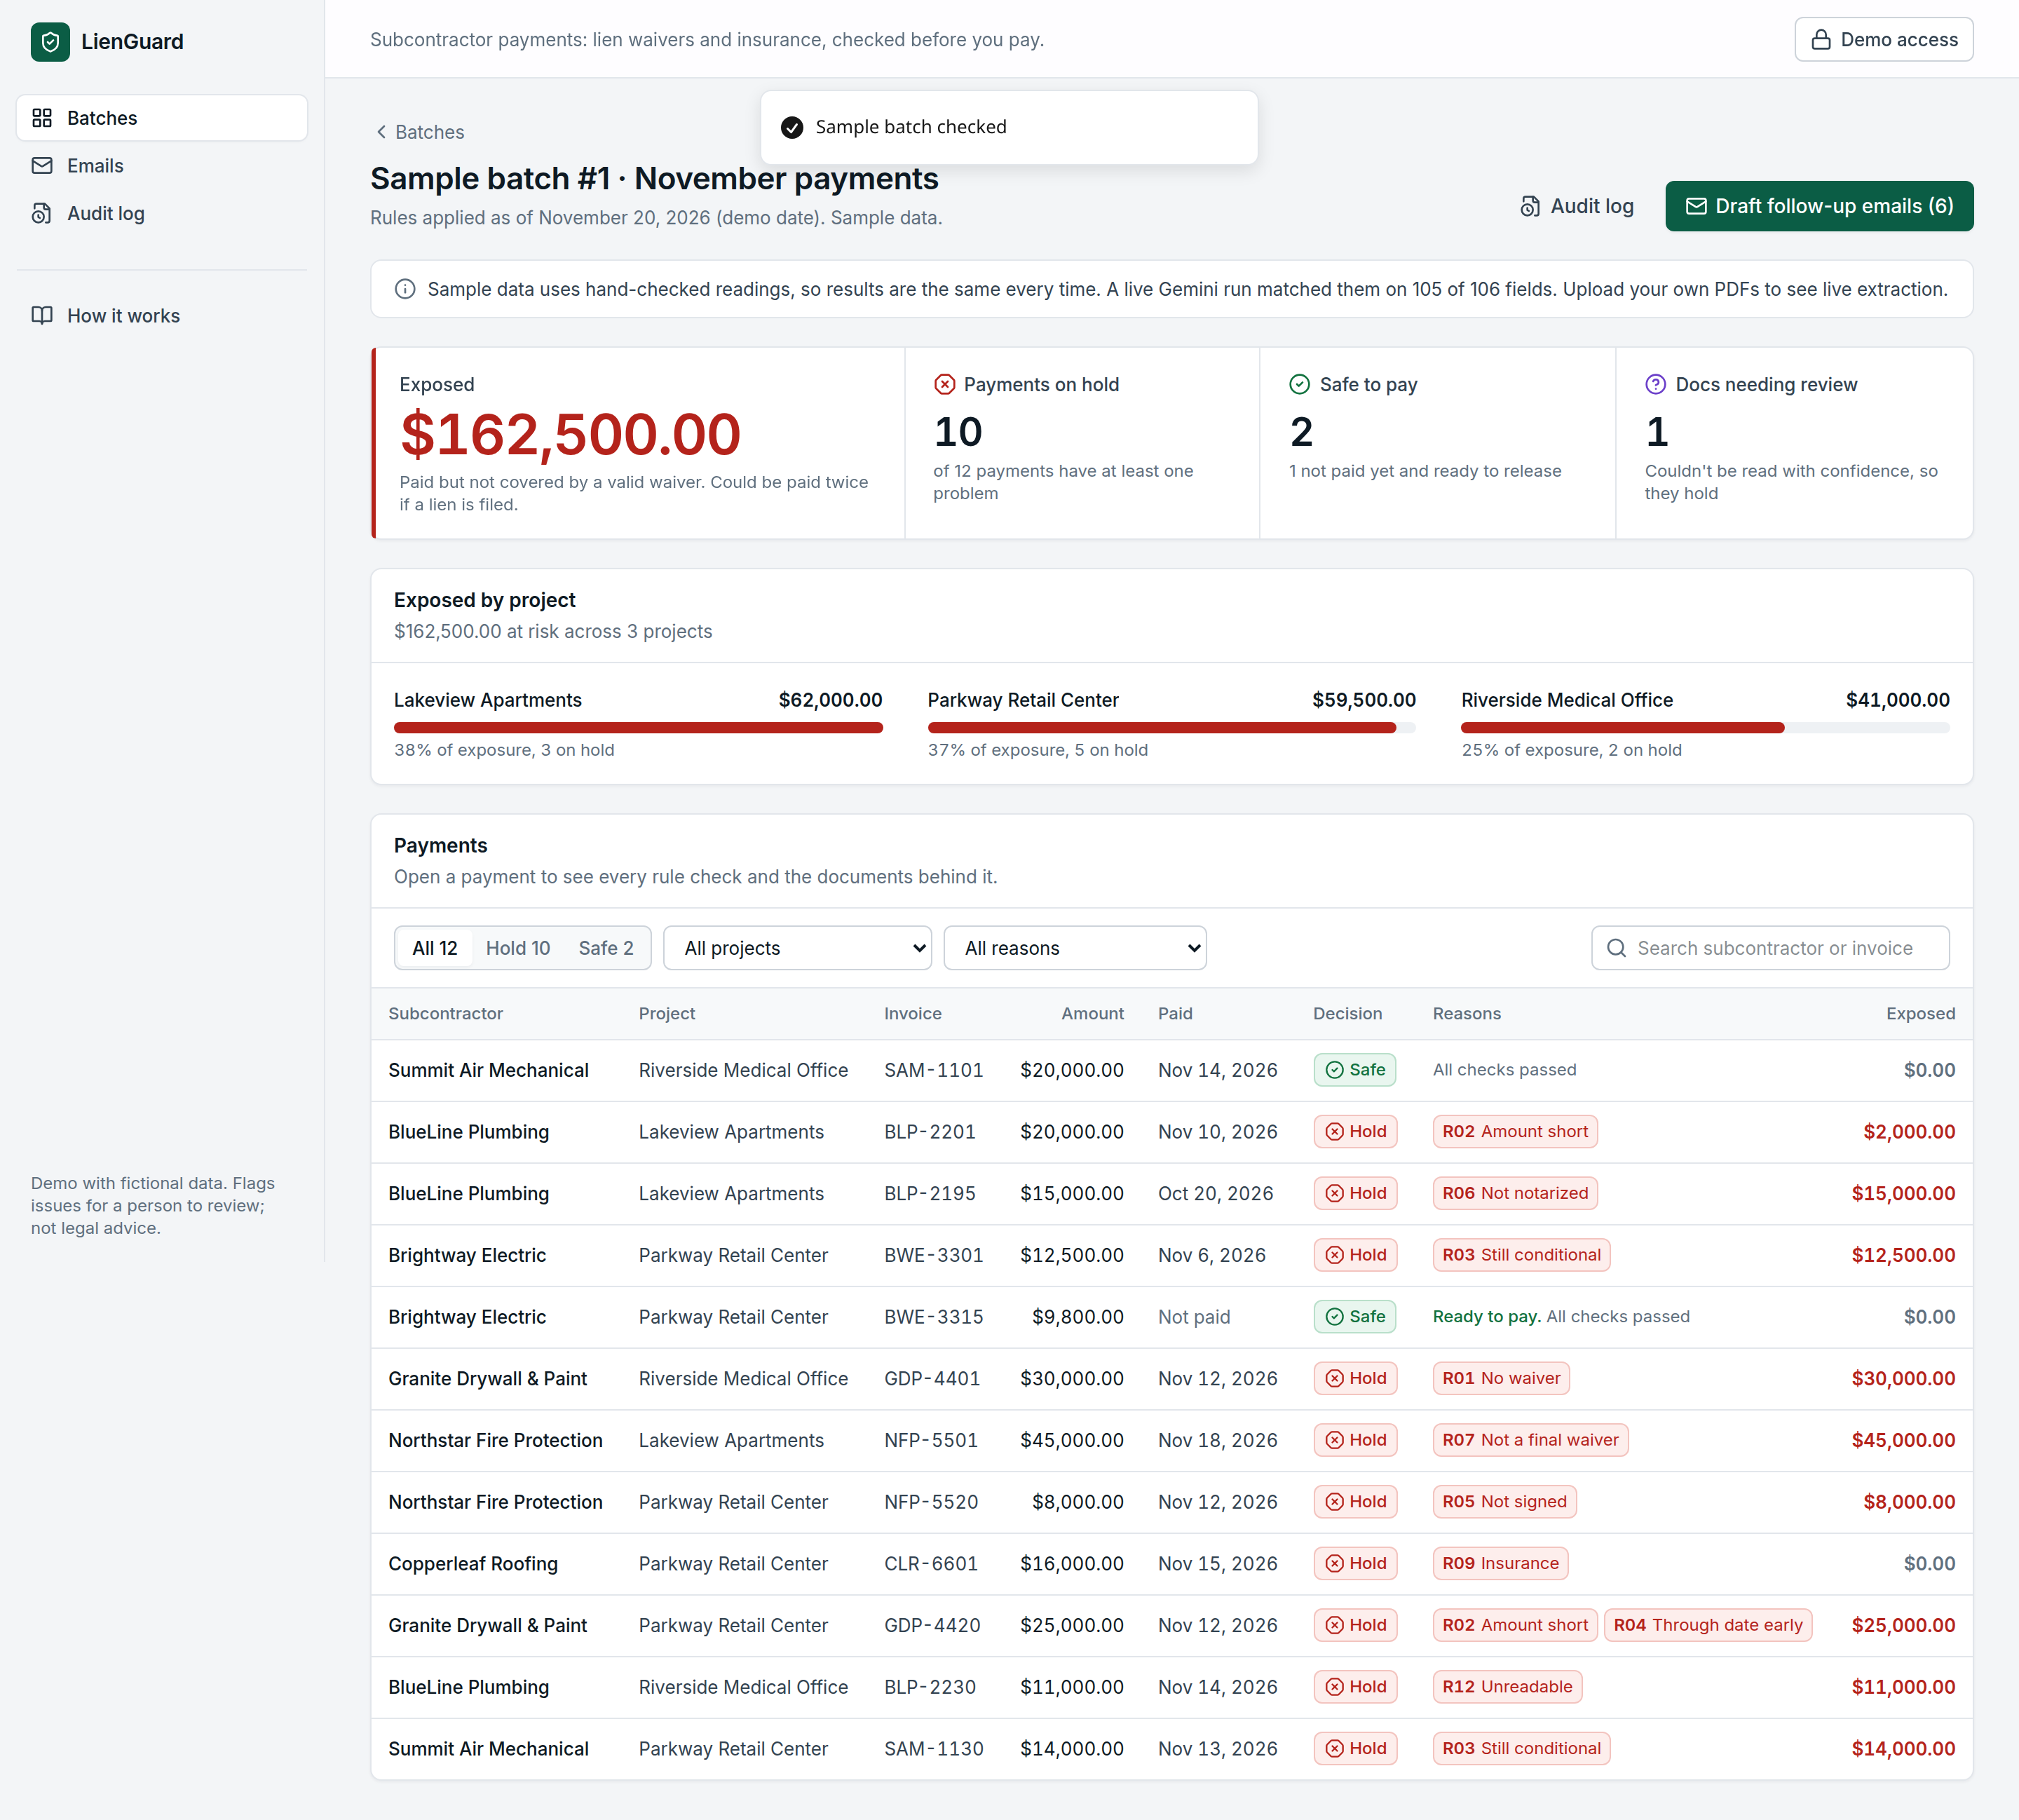 LienGuard
Batches
Emails
Audit log
How it works
Demo with fictional data. Flags
issues for a person to review;
not legal advice.
Subcontractor payments: lien waivers and insurance, checked before you pay.
Demo access
Sample batch checked
Batches
Sample batch #1 · November payments
Rules applied as of November 20, 2026 (demo date). Sample data.
Audit log
Draft follow-up emails (6)
Sample data uses hand-checked readings, so results are the same every time. A live Gemini run matched them on 105 of 106 fields. Upload your own PDFs to see live extraction.
Exposed
$162,500.00
Paid but not covered by a valid waiver. Could be paid twice
if a lien is filed.
Payments on hold
10
of 12 payments have at least one
problem
Safe to pay
2
1 not paid yet and ready to release
Docs needing review
1
Couldn't be read with confidence, so
they hold
Exposed by project
$162,500.00 at risk across 3 projects
Lakeview Apartments $62,000.00
38% of exposure, 3 on hold
Parkway Retail Center $59,500.00
37% of exposure, 5 on hold
Riverside Medical Office $41,000.00
25% of exposure, 2 on hold
Payments
Open a payment to see every rule check and the documents behind it.
All 12 Hold 10 Safe 2 All projects All reasons Search subcontractor or invoice
Subcontractor Project Invoice Amount Paid Decision Reasons Exposed
Summit Air Mechanical Riverside Medical Office SAM-1101 $20,000.00 Nov 14, 2026 Safe All checks passed $0.00
BlueLine Plumbing Lakeview Apartments BLP-2201 $20,000.00 Nov 10, 2026 Hold R02 Amount short $2,000.00
BlueLine Plumbing Lakeview Apartments BLP-2195 $15,000.00 Oct 20, 2026 Hold R06 Not notarized $15,000.00
Brightway Electric Parkway Retail Center BWE-3301 $12,500.00 Nov 6, 2026 Hold R03 Still conditional $12,500.00
Brightway Electric Parkway Retail Center BWE-3315 $9,800.00 Not paid Safe Ready to pay. All checks passed $0.00
Granite Drywall & Paint Riverside Medical Office GDP-4401 $30,000.00 Nov 12, 2026 Hold R01 No waiver $30,000.00
Northstar Fire Protection Lakeview Apartments NFP-5501 $45,000.00 Nov 18, 2026 Hold R07 Not a final waiver $45,000.00
Northstar Fire Protection Parkway Retail Center NFP-5520 $8,000.00 Nov 12, 2026 Hold R05 Not signed $8,000.00
Copperleaf Roofing Parkway Retail Center CLR-6601 $16,000.00 Nov 15, 2026 Hold R09 Insurance $0.00
Granite Drywall & Paint Parkway Retail Center GDP-4420 $25,000.00 Nov 12, 2026 Hold R02 Amount short R04 Through date early $25,000.00
BlueLine Plumbing Riverside Medical Office BLP-2230 $11,000.00 Nov 14, 2026 Hold R12 Unreadable $11,000.00
Summit Air Mechanical Parkway Retail Center SAM-1130 $14,000.00 Nov 13, 2026 Hold R03 Still conditional $14,000.00